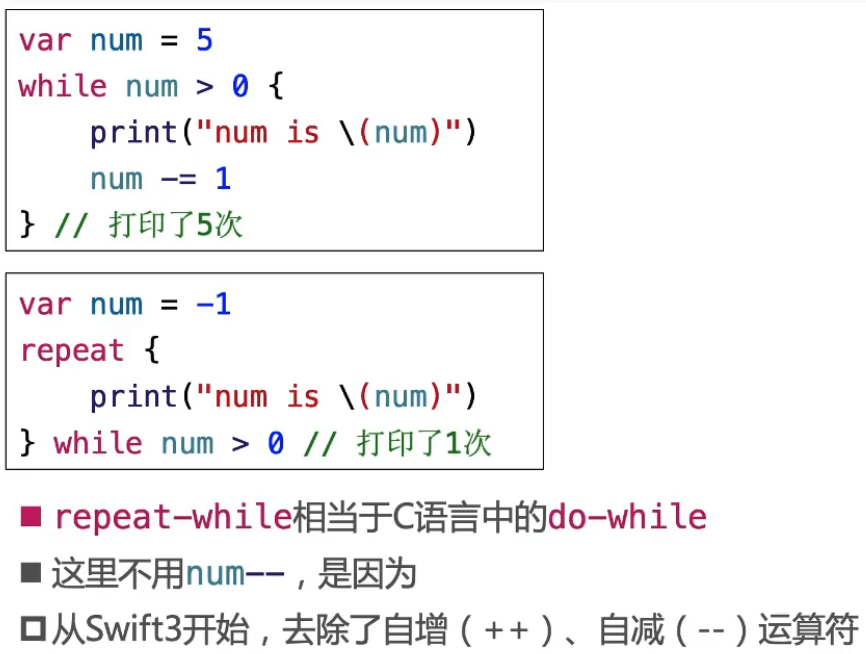 var num = 5
while num > 0 {
    print("num is \(num)")
    num -= 1
} // 打印了5次
var num = -1
repeat {
    print("num is \(num)")
} while num > 0 // 打印了1次
■ repeat-while相当于C语言中的do-while
■ 这里不用num--，是因为
□ 从Swift3开始，去除了自增（++）、自减（--）运算符